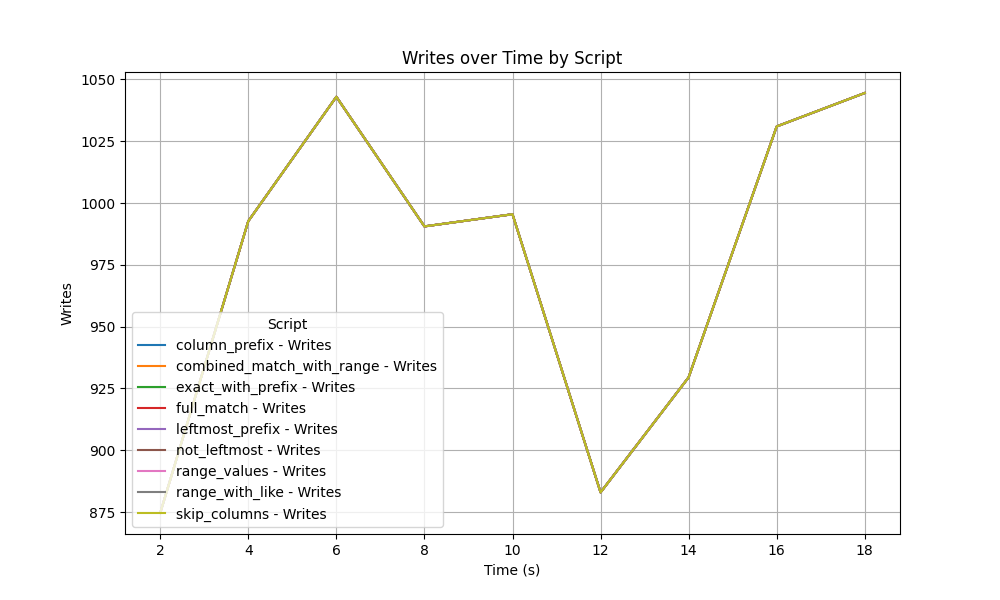 Writes over Time by Script
1050
1025
1000
975
950
925
900
875
Writes
Script
column_prefix - Writes
combined_match_with_range - Writes
exact_with_prefix - Writes
full_match - Writes
leftmost_prefix - Writes
not_leftmost - Writes
range_values - Writes
range_with_like - Writes
skip_columns - Writes
2 4 6 8 10 12 14 16 18
Time (s)